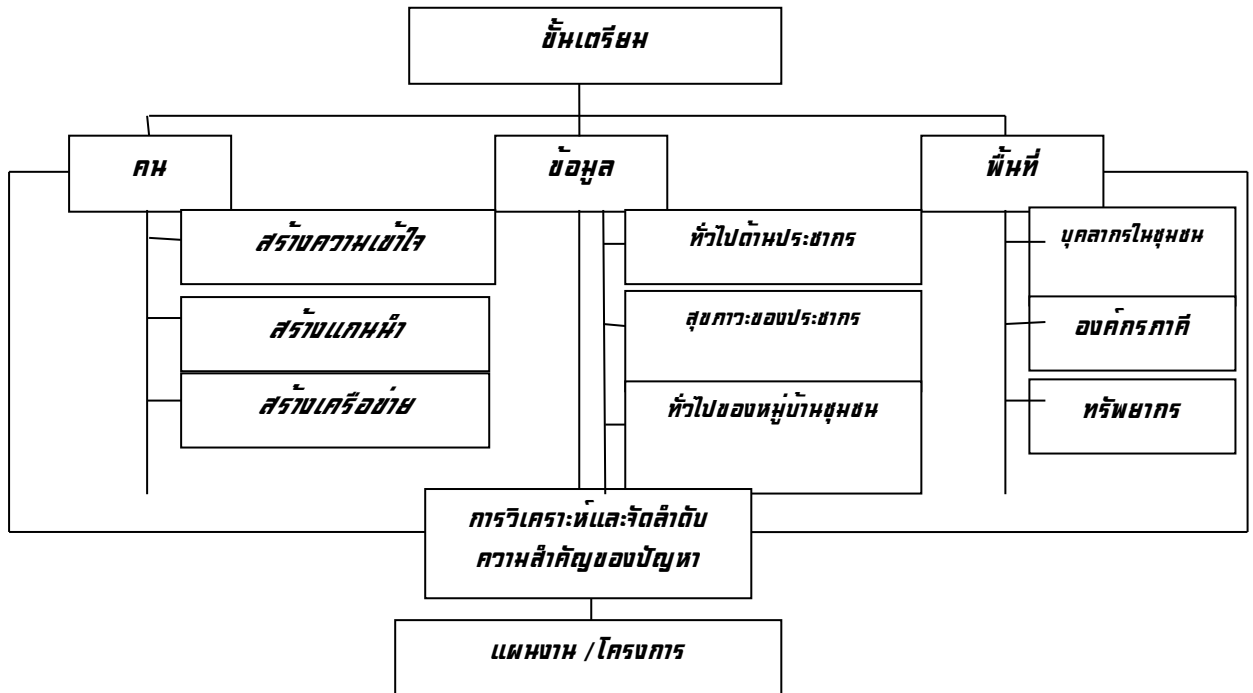 ขั้นเตรียม
คน
ข้อมูล
พื้นที่
สร้างความเข้าใจ
สร้างแกนนำ
สร้างเครือข่าย
ทั่วไปด้านประชากร
สุขภาวะของประชากร
ทั่วไปของหมู่บ้านชุมชน
บุคลากรในชุมชน
องค์กรภาคี
ทรัพยากร
การวิเคราะห์และจัดลำดับ
ความสำคัญของปัญหา
แผนงาน /โครงการ